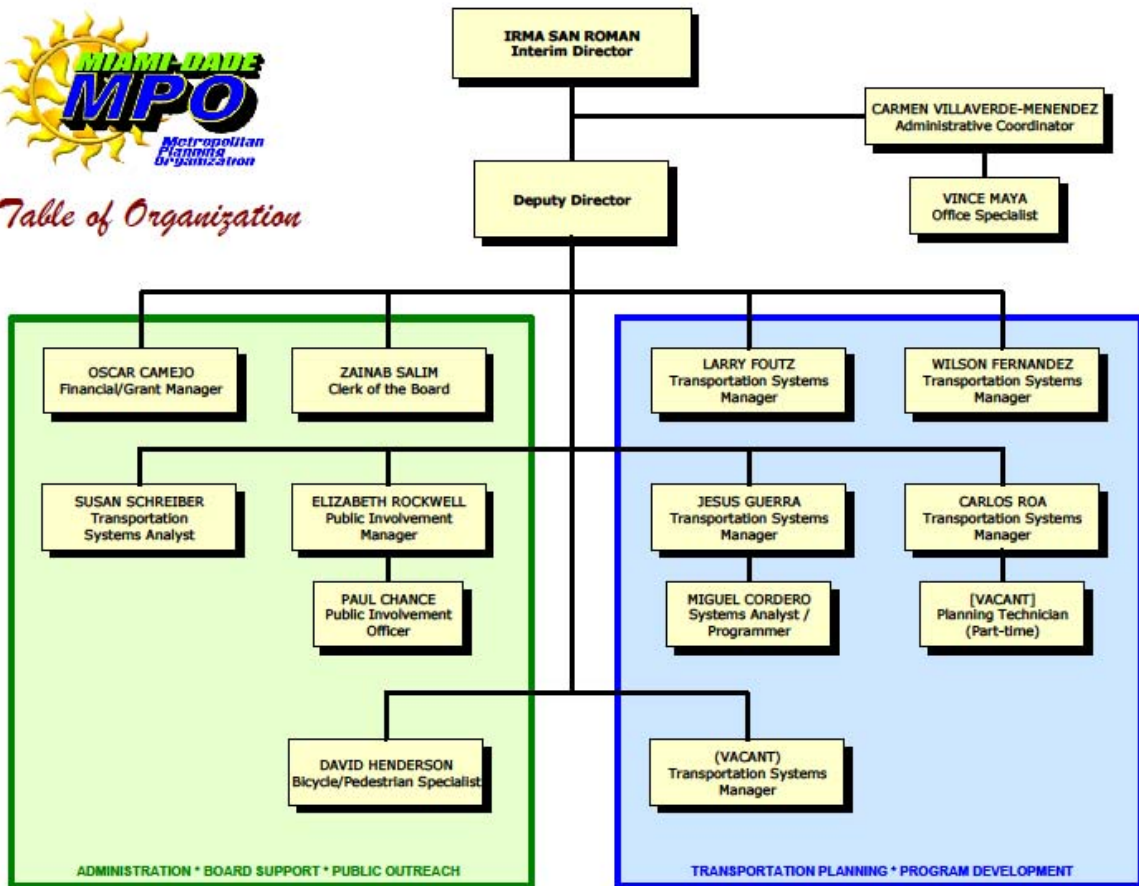 MIAMI-DADE
MPO
Metropolitan
Planning
Organization
Table of Organization
IRMA SAN ROMAN
Interim Director
CARMEN VILLAVERDE-MENENDEZ
Administrative Coordinator
VINCE MAYA
Office Specialist
Deputy Director
OSCAR CAMEJO
Financial/Grant Manager
ZAINAB SALIM
Clerk of the Board
LARRY FOUTZ
Transportation Systems
Manager
WILSON FERNANDEZ
Transportation Systems
Manager
SUSAN SCHREIBER
Transportation
Systems Analyst
ELIZABETH ROCKWELL
Public Involvement
Manager
JESUS GUERRA
Transportation Systems
Manager
CARLOS ROA
Transportation Systems
Manager
PAUL CHANCE
Public Involvement
Officer
MIGUEL CORDERO
Systems Analyst /
Programmer
[VACANT]
Planning Technician
(Part-time)
DAVID HENDERSON
Bicycle/Pedestrian Specialist
(VACANT)
Transportation Systems
Manager
ADMINISTRATION * BOARD SUPPORT * PUBLIC OUTREACH
TRANSPORTATION PLANNING * PROGRAM DEVELOPMENT